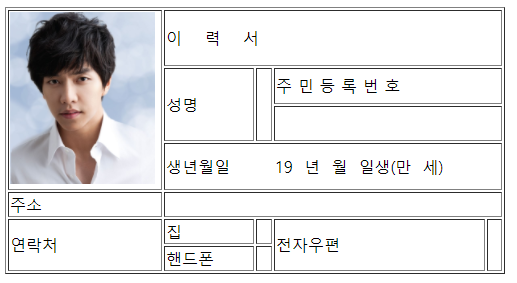 이 력 서
성명
주 민 등 록 번 호
생년월일 19 년 월 일생(만 세)
주소
연락처
집
전자우편
핸드폰